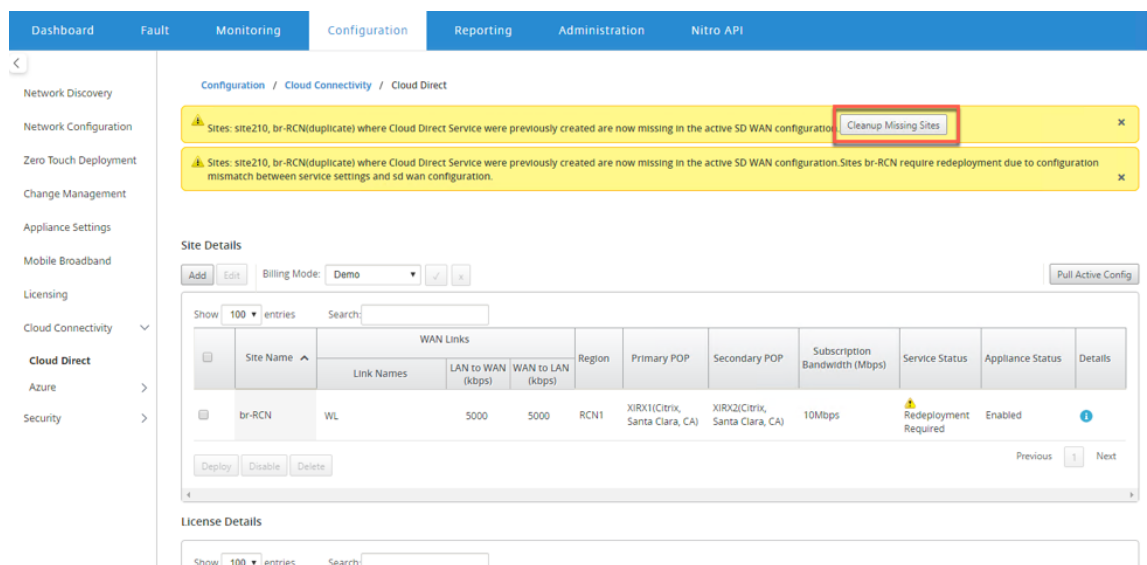 Dashboard Fault Monitoring Configuration Reporting Administration Nitro API
Network Discovery
Network Configuration
Zero Touch Deployment
Change Management
Appliance Settings
Mobile Broadband
Licensing
Cloud Connectivity
Cloud Direct
Azure
Security
Configuration / Cloud Connectivity / Cloud Direct
Sites: site210, br-RCN(duplicate) where Cloud Direct Service were previously created are now missing in the active SD WAN configuration. Cleanup Missing Sites x
Sites: site210, br-RCN(duplicate) where Cloud Direct Service were previously created are now missing in the active SD WAN configuration.Sites br-RCN require redeployment due to configuration
mismatch between service settings and sd wan configuration. x
Site Details
Add Edit Billing Mode: Demo x Pull Active Config
Show 100 entries Search:
WAN Links
Site Name Link Names LAN to WAN (kbps) WAN to LAN (kbps) Region Primary POP Secondary POP Subscription Bandwidth (Mbps) Service Status Appliance Status Details
br-RCN WL 5000 5000 RCN1 XIRX1(Citrix, Santa Clara, CA) XIRX2(Citrix, Santa Clara, CA) 10Mbps Redeployment Required Enabled
Previous 1 Next
Deploy Disable Delete
License Details
Show 100 entries Search: